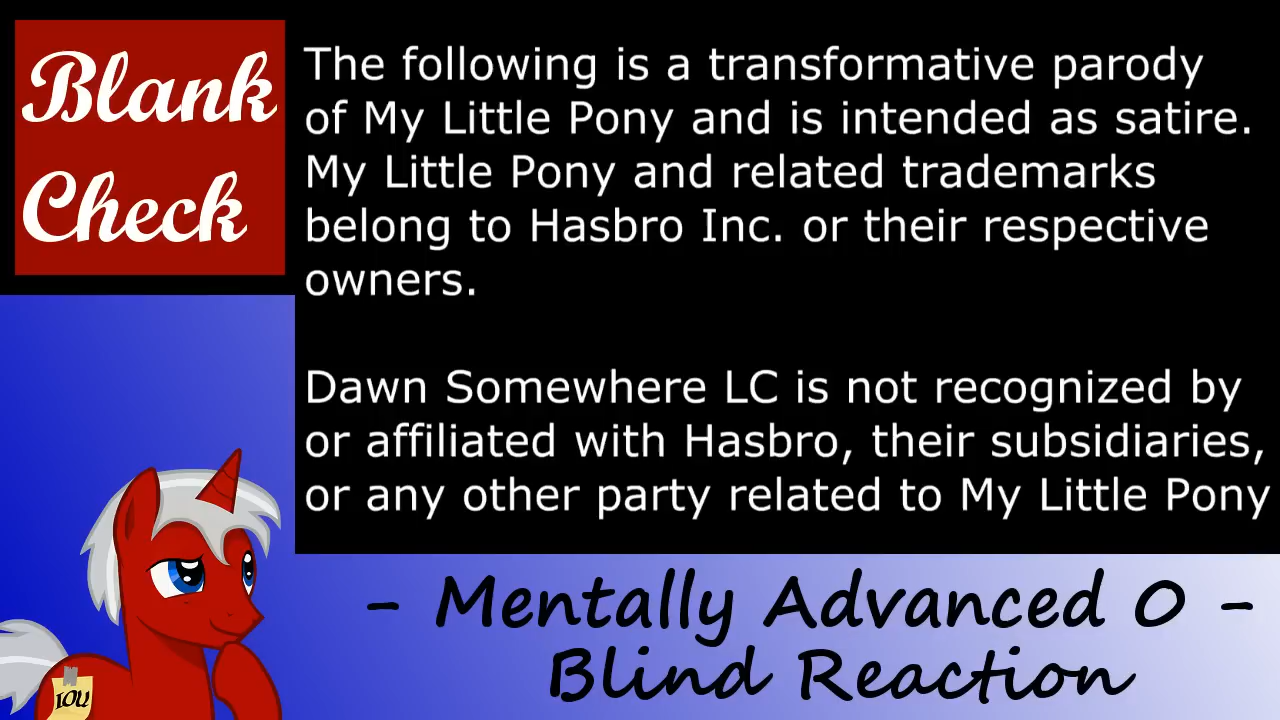 Blank
Check
The following is a transformative parody
of My Little Pony and is intended as satire.
My Little Pony and related trademarks
belong to Hasbro Inc. or their respective
owners.
Dawn Somewhere LC is not recognized by
or affiliated with Hasbro, their subsidiaries,
or any other party related to My Little Pony
- Mentally Advanced 0 -
Blind Reaction
IOU